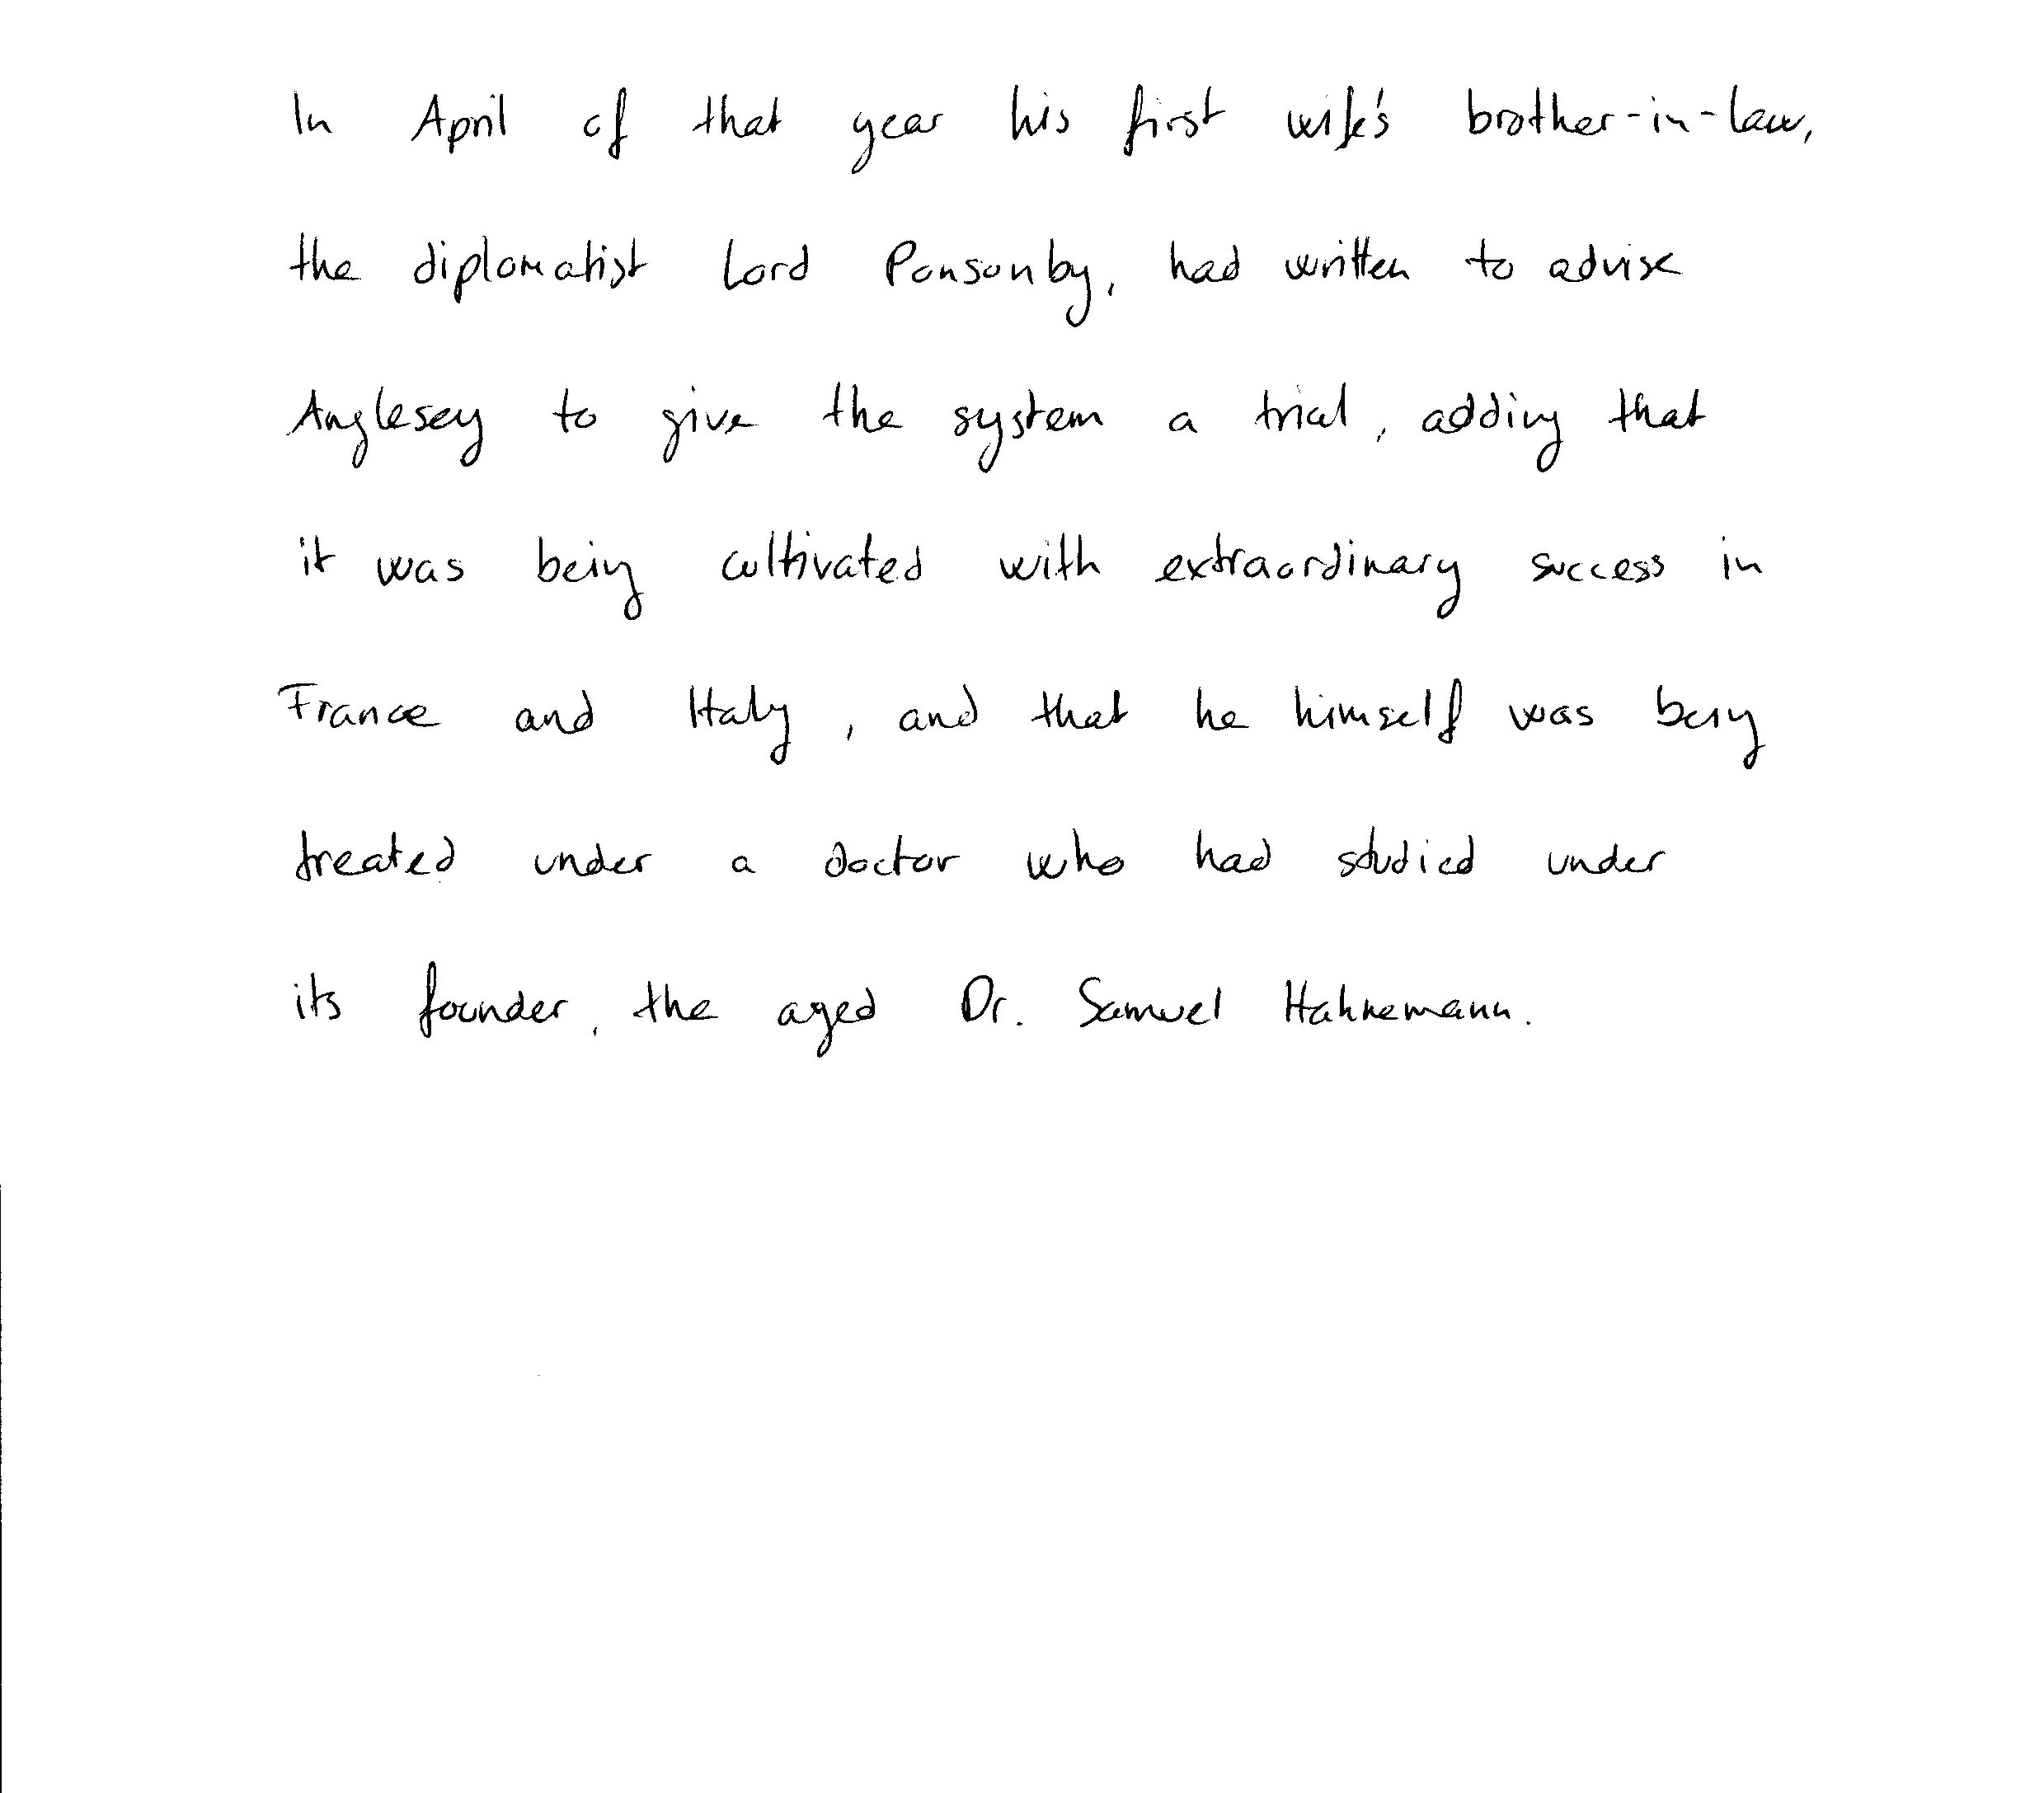 In April of that year his first wife's brother-in-law,
the diplomatist Lord Ponsonby, had written to advise
Anglesey to give the system a trial, adding that
it was being cultivated with extraordinary success in
France and Italy, and that he himself was being
treated under a doctor who had studied under
its founder, the aged Dr. Samuel Hahnemann.